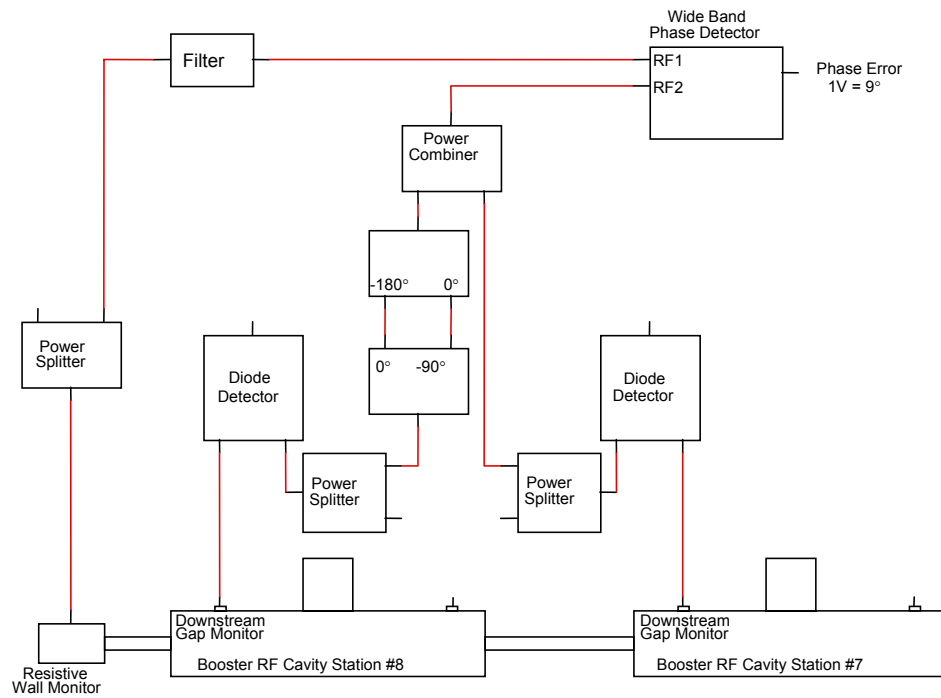 Wide Band
Phase Detector
Filter
RF1
RF2
Phase Error
1V = 9°
Power
Combiner
-180°
0°
Power
Splitter
0°
-90°
Diode
Detector
Diode
Detector
Power
Splitter
Power
Splitter
Downstream
Gap Monitor
Booster RF Cavity Station #8
Downstream
Gap Monitor
Booster RF Cavity Station #7
Resistive
Wall Monitor